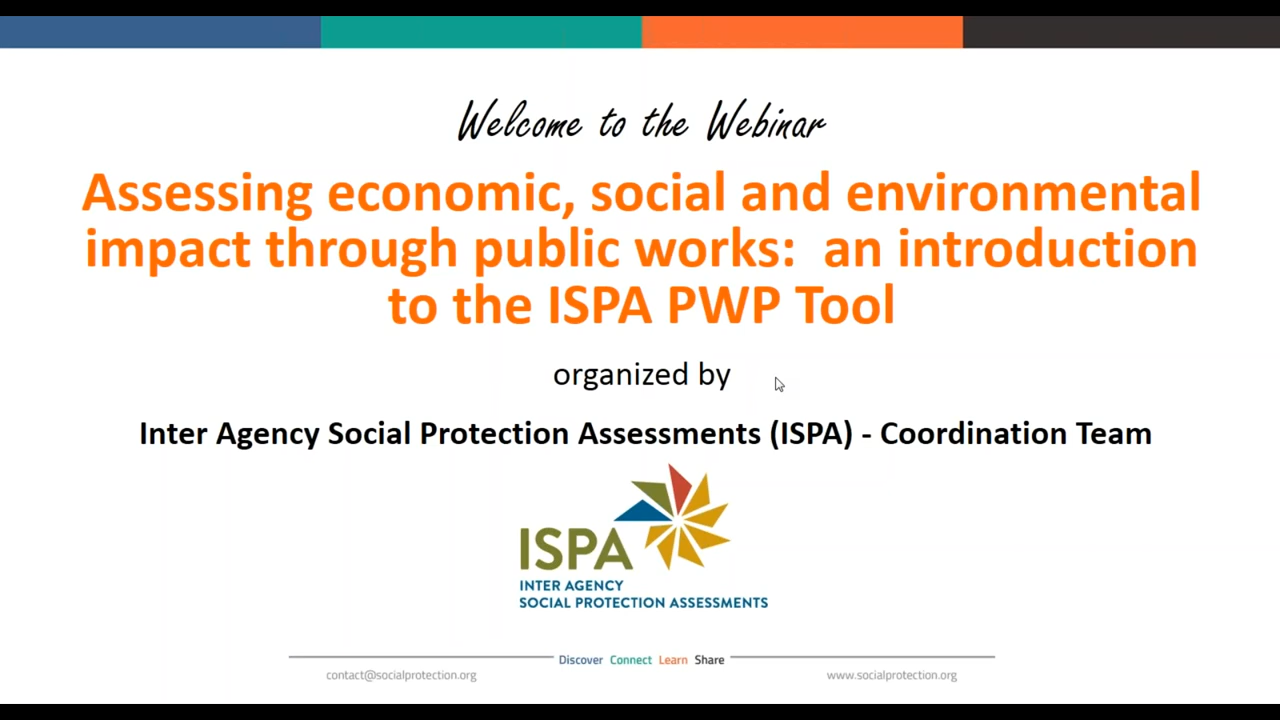 Welcome to the Webinar
Assessing economic, social and environmental
impact through public works:  an introduction
to the ISPA PWP Tool
organized by
Inter Agency Social Protection Assessments (ISPA) - Coordination Team
ISPA
INTER AGENCY
SOCIAL PROTECTION ASSESSMENTS
Discover Connect Learn Share
contact@socialprotection.org www.socialprotection.org